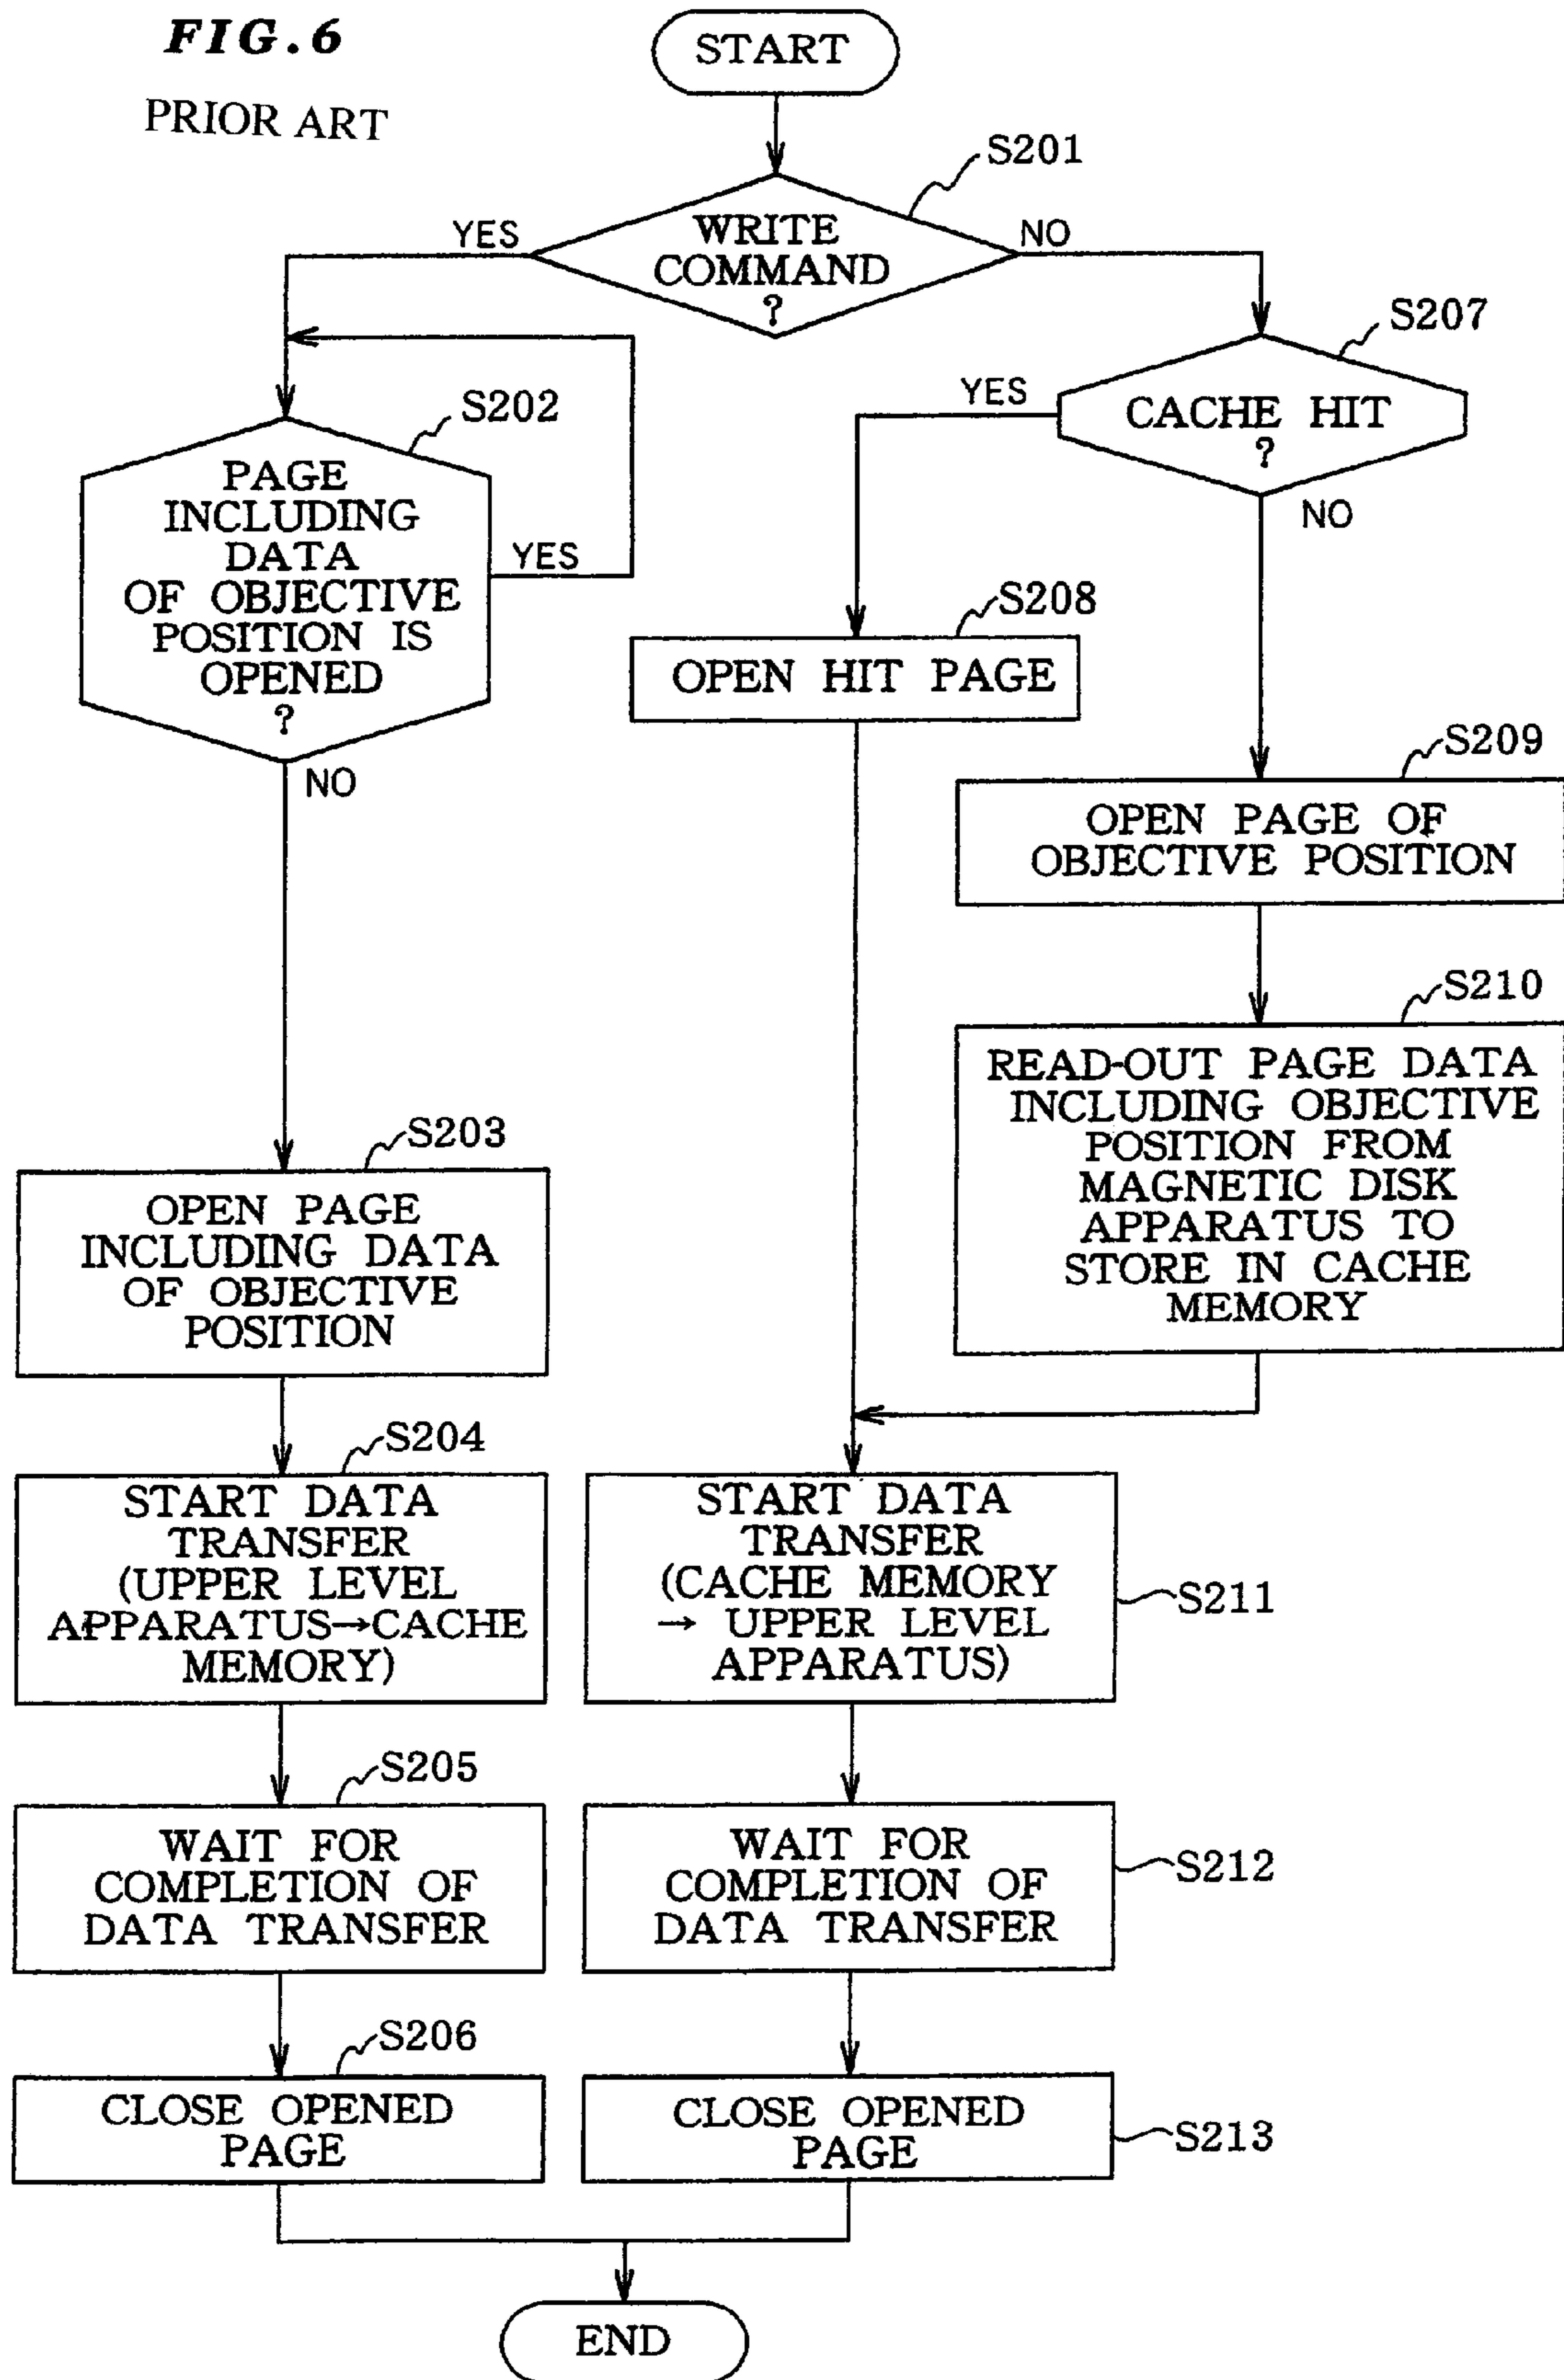 FIG.6
PRIOR ART
START
S201
WRITE
COMMAND
?
YES
NO
S207
CACHE HIT
?
YES
NO
S202
PAGE
INCLUDING
DATA
OF OBJECTIVE
POSITION IS
OPENED
?
YES
NO
S208
OPEN HIT PAGE
S209
OPEN PAGE OF
OBJECTIVE POSITION
S210
READ-OUT PAGE DATA
INCLUDING OBJECTIVE
POSITION FROM
MAGNETIC DISK
APPARATUS TO
STORE IN CACHE
MEMORY
S203
OPEN PAGE
INCLUDING DATA
OF OBJECTIVE
POSITION
S204
START DATA
TRANSFER
(UPPER LEVEL
APPARATUS→CACHE
MEMORY)
START DATA
TRANSFER
(CACHE MEMORY
→ UPPER LEVEL
APPARATUS)
S211
S205
WAIT FOR
COMPLETION OF
DATA TRANSFER
WAIT FOR
COMPLETION OF
DATA TRANSFER
S212
S206
CLOSE OPENED
PAGE
CLOSE OPENED
PAGE
S213
END